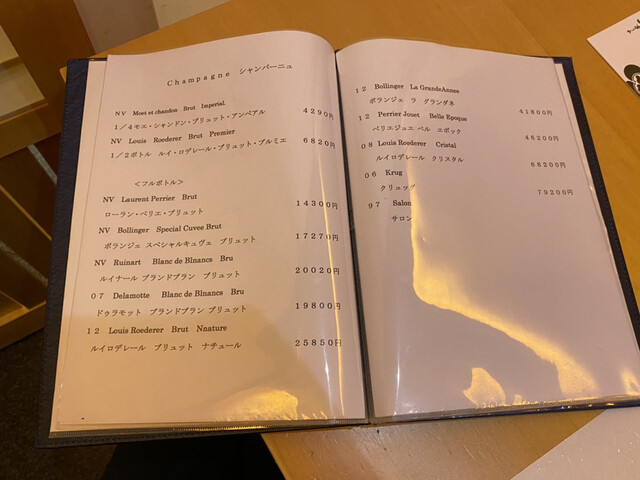 Champagne シャンパーニュ
NV Moet et chandon Brut Imperial.
1/4モエ・シャンドン・ブリュット・アンペアル 4290円
NV Louis Roederer Brut Premier
1/2ボトル ルイ・ロデレール・ブリュット・プルミエ 6820円
<フルボトル>
NV Laurent Perrier Brut
ローラン・ペリエ・ブリュット 14300円
NV Bollinger Special Cuvee Brut
ボランジェ スペシャルキュヴェ ブリュット 17270円
NV Ruinart Blanc de Blnancs Bru
ルイナール ブランドブラン ブリュット 20020円
07 Delamotte Blanc de Blnancs Bru
ドゥラモット ブランドブラン ブリュット 19800円
12 Louis Roederer Brut Nnature
ルイロデレール ブリュット ナチュール 25850円
12 Bollinger La GrandeAnnes
ボランジェ ラ グランダネ 41800円
12 Perrier Jouet Belle Epoque
ペリエジュエ ベル エポック 46200円
08 Louis Roederer Cristal
ルイロデレール クリスタル 68200円
06 Krug
クリュッグ 79200円
97 Salon
サロン